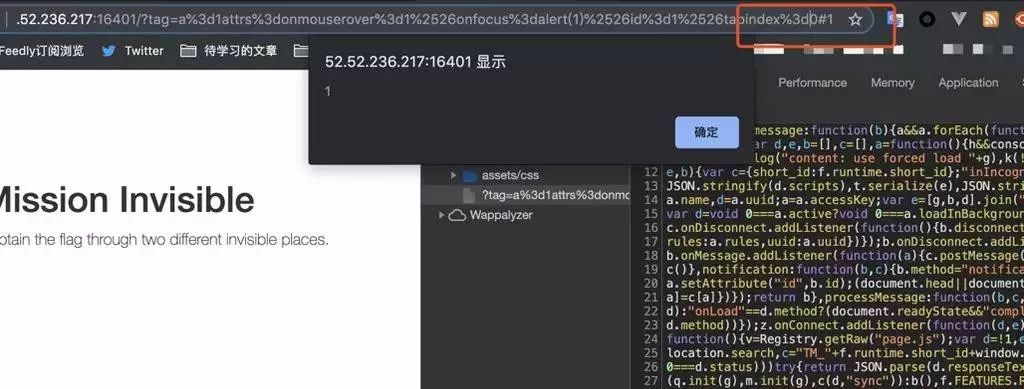 .52.236.217:16401/?tag=a%3d1attrs%3donmouserover%3d1%2526onfocus%3dalert(1)%2526id%3d1%2526tabindex%3d0#1
Feedly订阅浏览
Twitter
待学习的文章
Python
52.52.236.217:16401 显示
1
确定
Performance
Memory
Application
assets/css
?tag=a%3d1attrs%3donmo
Wappalyzer
Mission Invisible
otain the flag through two different invisible places.
message:function(b){a&&a.forEach(func
var d,e,b=[],c=[],a=function(){h&&conso
log("content: use forced load "+g),k(!
12 e,b){var c={short_id:f.runtime.short_id};"inIncogn
13 JSON.stringify(d.scripts),t.serialize(e),JSON.stri
14 a.name,d=a.uuid;a=a.accessKey;var e=[g,b,d].join("
15 var d=void 0===a.active?void 0===a.loadInBackgroun
16 c.onDisconnect.addListener(function(){b.disconnect
17 rules:a.rules,uuid:a.uuid})});b.onDisconnect.addLi
18 b.onMessage.addListener(function(a){c.postMessage(
19 c()},notification:function(b,c){b.method="notifica
20 a.setAttribute("id",b.id);(document.head||document
21 a]=c[a])});return b},processMessage:function(b,c,
22 d):"onLoad"==d.method?(document.readyState&&"compl
23 d.method))});z.onConnect.addListener(function(d,e)
24 function(){v=Registry.getRaw("page.js");var d=!1,e
25 location.search,c="TM_"+f.runtime.short_id+window.
26 0===d.status)))try{return JSON.parse(d.responseTex
27 (q.init(g),m.init(g),c(d,"sync")):b(),f.FEATURES.R